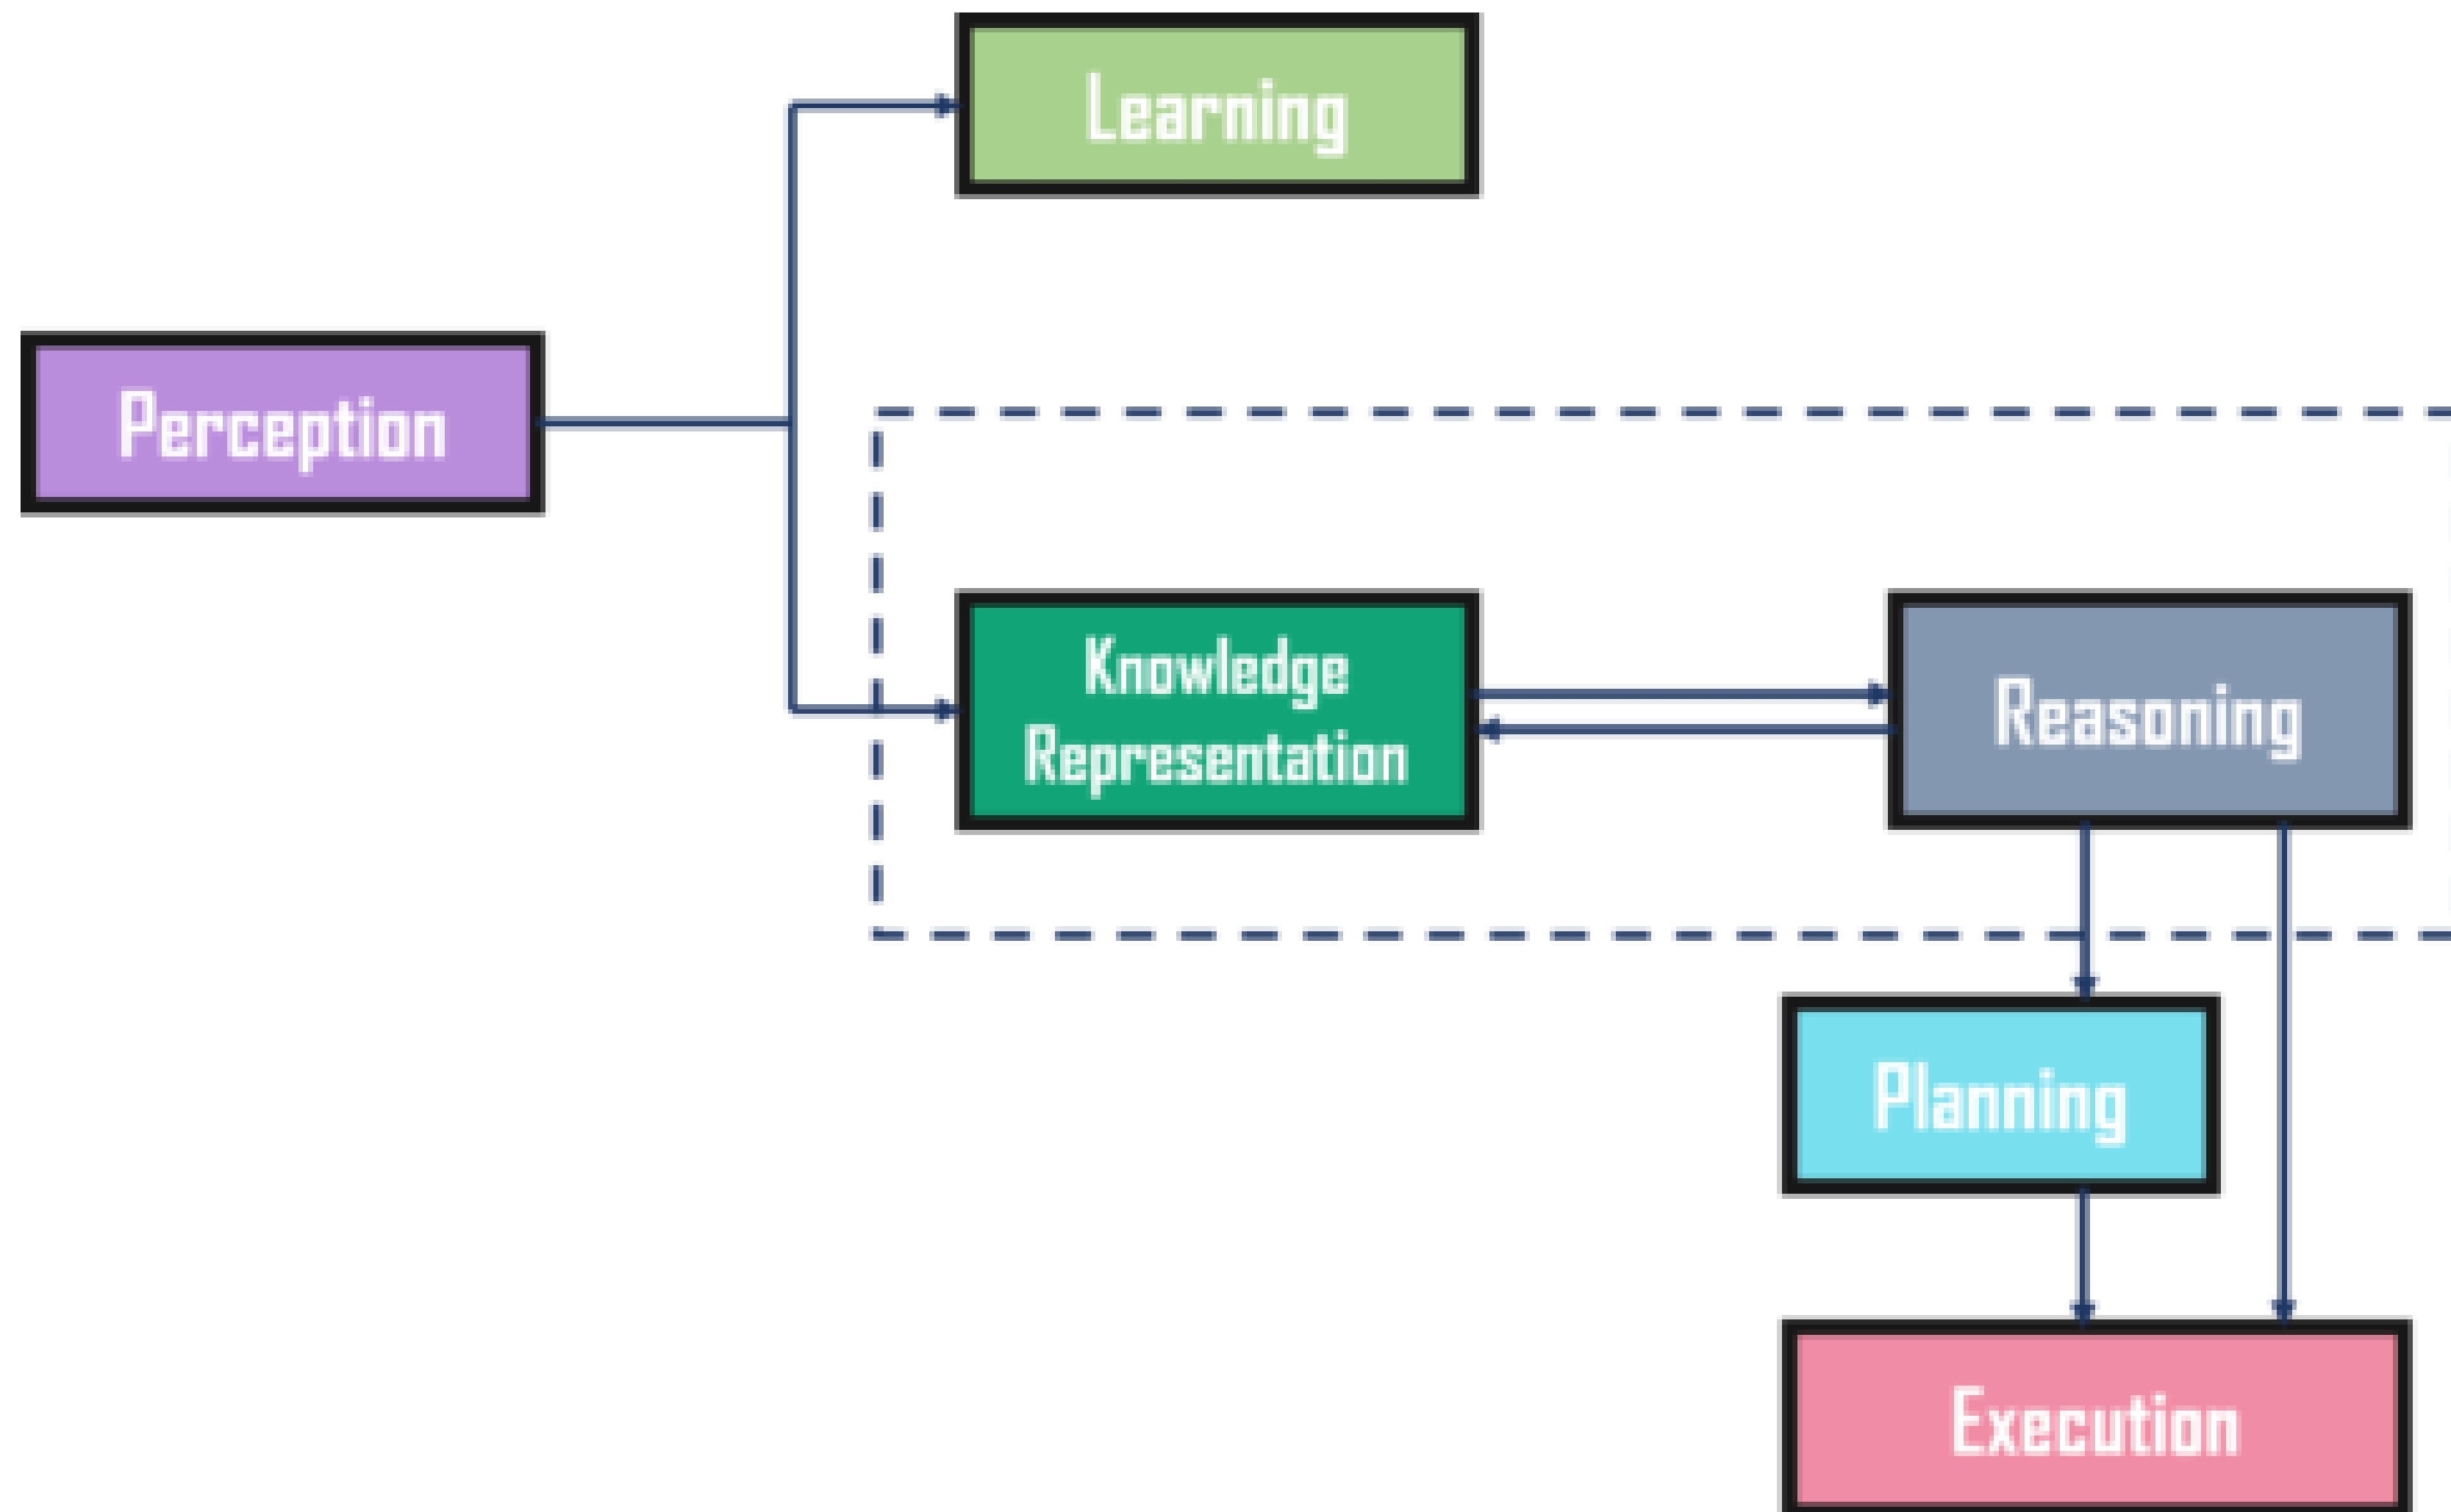 Learning
Perception
Knowledge
Representation
Reasoning
Planning
Execution